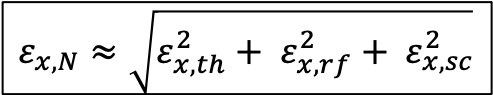 ε_{x,N} ≈ √(ε²_{x,th} + ε²_{x,rf} + ε²_{x,sc})